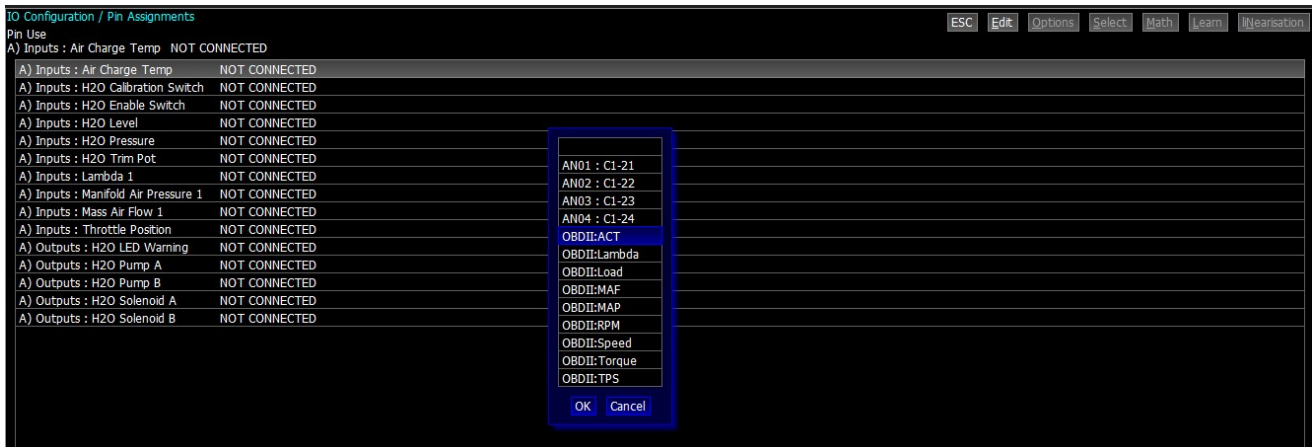 IO Configuration / Pin Assignments
ESC Edit Options Select Math Learn liNearisation
Pin Use
A) Inputs : Air Charge Temp NOT CONNECTED
A) Inputs : Air Charge Temp NOT CONNECTED
A) Inputs : H2O Calibration Switch NOT CONNECTED
A) Inputs : H2O Enable Switch NOT CONNECTED
A) Inputs : H2O Level NOT CONNECTED
A) Inputs : H2O Pressure NOT CONNECTED
A) Inputs : H2O Trim Pot NOT CONNECTED
A) Inputs : Lambda 1 NOT CONNECTED
A) Inputs : Manifold Air Pressure 1 NOT CONNECTED
A) Inputs : Mass Air Flow 1 NOT CONNECTED
A) Inputs : Throttle Position NOT CONNECTED
A) Outputs : H2O LED Warning NOT CONNECTED
A) Outputs : H2O Pump A NOT CONNECTED
A) Outputs : H2O Pump B NOT CONNECTED
A) Outputs : H2O Solenoid A NOT CONNECTED
A) Outputs : H2O Solenoid B NOT CONNECTED
AN01 : C1-21
AN02 : C1-22
AN03 : C1-23
AN04 : C1-24
OBDII:ACT
OBDII:Lambda
OBDII:Load
OBDII:MAF
OBDII:MAP
OBDII:RPM
OBDII:Speed
OBDII:Torque
OBDII:TPS
OK Cancel